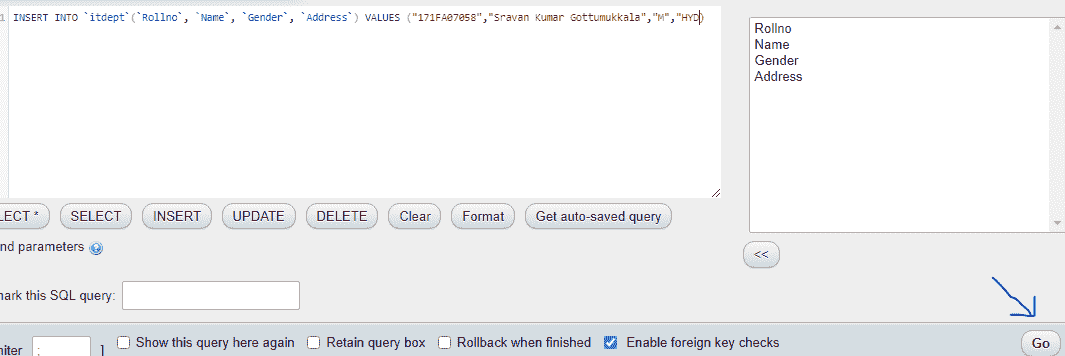 1 INSERT INTO `itdept`(`Rollno`, `Name`, `Gender`, `Address`) VALUES ("171FA07058","Sravan Kumar Gottumukkala","M","HYD)
Rollno
Name
Gender
Address
LECT * SELECT INSERT UPDATE DELETE Clear Format Get auto-saved query
nd parameters
<<
nark this SQL query:
niter ; ] Show this query here again Retain query box Rollback when finished Enable foreign key checks Go